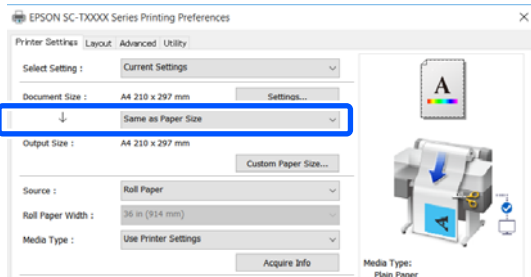 EPSON SC-TXXXX Series Printing Preferences
Printer Settings Layout Advanced Utility
Select Setting : Current Settings
Document Size : A4 210 x 297 mm Settings...
↓ Same as Paper Size
Output Size : A4 210 x 297 mm
Custom Paper Size...
Source : Roll Paper
Roll Paper Width : 36 in (914 mm)
Media Type : Use Printer Settings
Acquire Info
A
Media Type:
Plain Paper